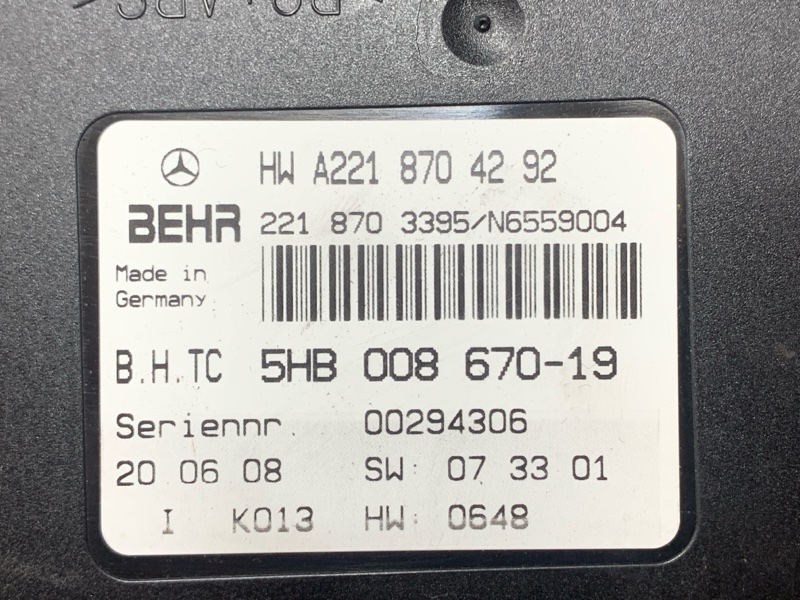 HW A221 870 42 92
BEHR 221 870 3395/N6559004
Made in
Germany
B.H.TC 5HB 008 670-19
Seriennr. 00294306
20 06 08 SW: 07 33 01
I K013 HW: 0648